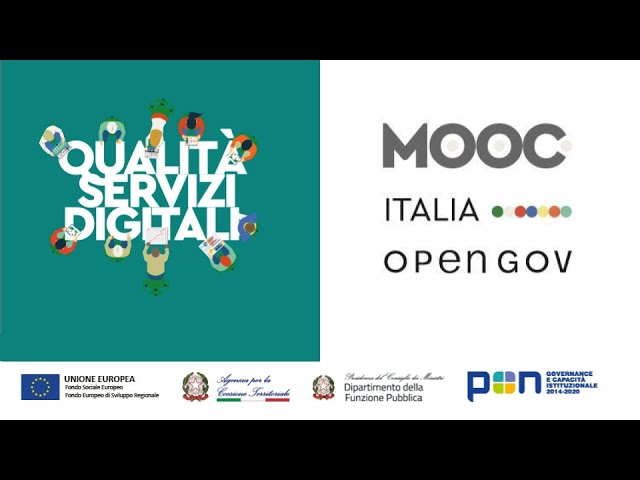 QUALITÀ
SERVIZI
DIGITALI
MOOC
ITALIA
OPEN GOV
UNIONE EUROPEA
Fondo Sociale Europeo
Fondo Europeo di Sviluppo Regionale
Agenzia per la
Coesione Territoriale
Presidenza del Consiglio dei Ministri
Dipartimento della
Funzione Pubblica
pon
GOVERNANCE
E CAPACITÀ
ISTITUZIONALE
2014-2020